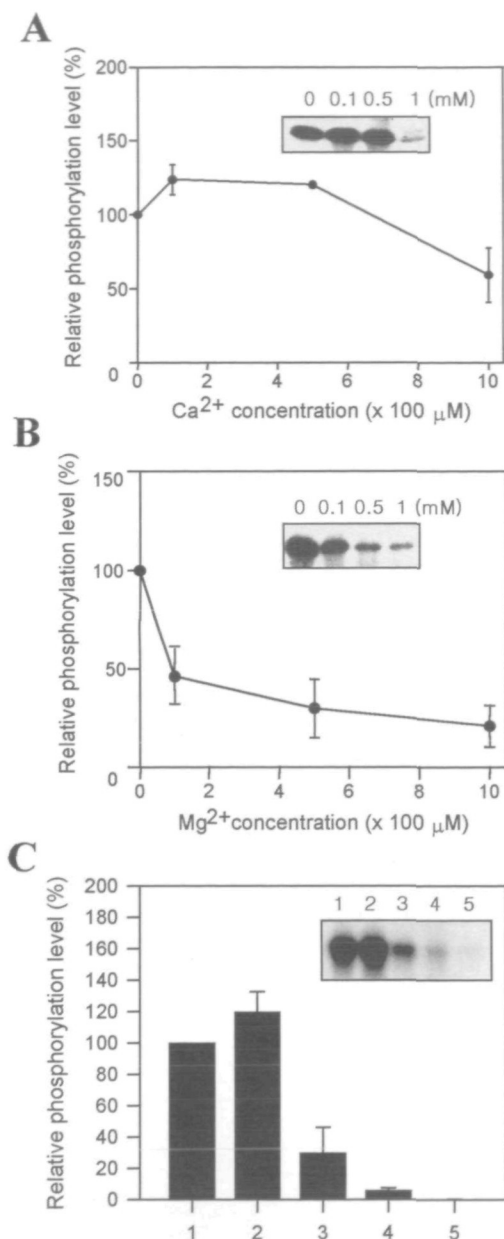 A
Relative phosphorylation level (%)
200
150
100
50
0
0 0.1 0.5 1 (mM)
0 2 4 6 8 10
Ca2+ concentration (x 100 μM)
B
Relative phosphorylation level (%)
150
100
50
0
0 0.1 0.5 1 (mM)
0 2 4 6 8 10
Mg2+concentration (x 100 μM)
C
Relative phosphorylation level (%)
200
180
160
140
120
100
80
60
40
20
0
1 2 3 4 5
1 2 3 4 5